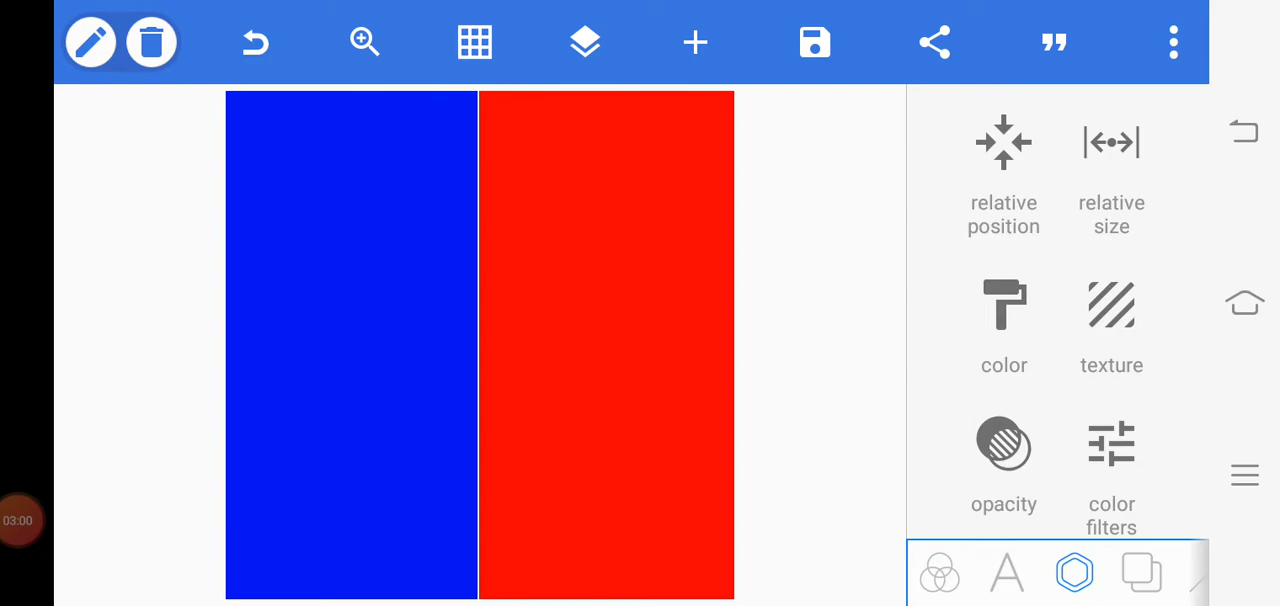 relative
position
relative
size
color
texture
opacity
color
filters
03:00